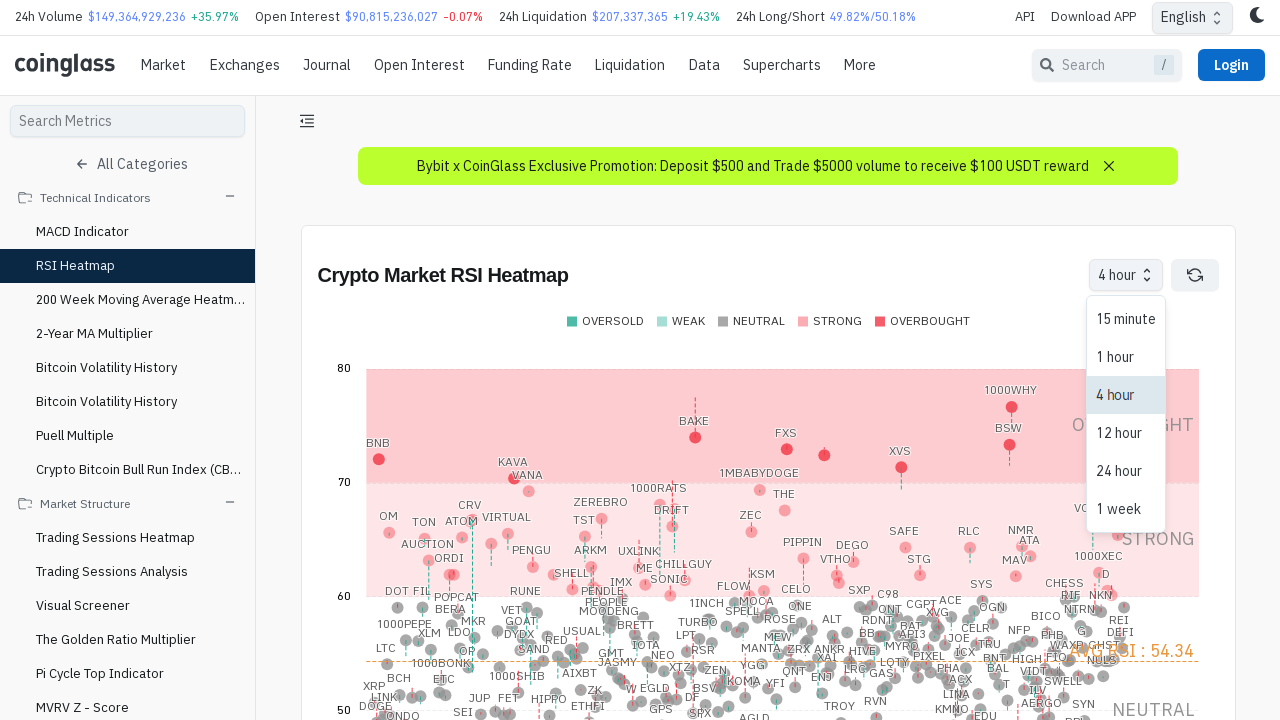 24h Volume $149,364,929,236 +35.97% Open Interest $90,815,236,027 -0.07% 24h Liquidation $207,337,365 +19.43% 24h Long/Short 49.82%/50.18% API Download APP English
coinglass Market Exchanges Journal Open Interest Funding Rate Liquidation Data Supercharts More Search / Login
Search Metrics
All Categories
Technical Indicators
MACD Indicator
RSI Heatmap
200 Week Moving Average Heatm...
2-Year MA Multiplier
Bitcoin Volatility History
Bitcoin Volatility History
Puell Multiple
Crypto Bitcoin Bull Run Index (CB...
Market Structure
Trading Sessions Heatmap
Trading Sessions Analysis
Visual Screener
The Golden Ratio Multiplier
Pi Cycle Top Indicator
MVRV Z - Score
Bybit x CoinGlass Exclusive Promotion: Deposit $500 and Trade $5000 volume to receive $100 USDT reward
Crypto Market RSI Heatmap
4 hour
15 minute
1 hour
4 hour
12 hour
24 hour
1 week
OVERSOLD WEAK NEUTRAL STRONG OVERBOUGHT
80
1000WHY
BAKE
BSW
FXS
BNB
XVS
KAVA
VANA
1MBABYDOGE
70
1000RATS
THE
ZEREBRO
CRV
DRIFT
OM
TON
ATOM
VIRTUAL
TST
ZEC
SAFE
RLC
NMR
ATA
STRONG
AUCTION
ORDI
PENGU
ARKM
UXLINK
PIPPIN
DEGO
VTHO
STG
MAV
1000XEC
SHELL
ME
CHILLGUY
SONIC
KSM
DOT
FIL
RUNE
PENDLE
IMX
FLOW
CELO
SXP
C98
SYS
CHESS
RIF
NKN
60
POPCAT
BERA
VET
PEOPLE
MOODENG
1INCH
MOCA
SPELL
ONE
QNT
CGPT
ACE
XVG
OGN
NTRN
1000PEPE
MKR
GOAT
BRETT
TURBO
ROSE
ALT
RDNT
BAT
CELR
BICO
REI
XLM
LDO
DYDX
RED
USUAL
LPT
MEW
BB
API3
JOE
NFP
PHB
G
DEFI
LTC
OP
SAND
GMT
IOTA
RSR
MANTA
ZRX
ANKR
HIVE
MYRO
ICX
TRU
WAXP
GHST
AVG RSI : 54.34
1000BONK
JASMY
NEO
XAI
LQTY
PIXEL
BNT
HIGH
FIO
NULS
BCH
ETC
1000SHIB
AIXBT
XTZ
ZEN
YGG
QNT
ENJ
LRC
GAS
PHA
BAL
VIDT
SWELL
XRP
LINK
JUP
FET
HIPPO
ZK
W
EGLD
BSV
KOMA
YFI
ACX
LINA
T
ILV
DOGE
ONDO
SEI
ETHFI
GPS
DF
SPX
AGLD
TROY
RVN
KMNO
EDU
AERGO
SYN
50
NEUTRAL